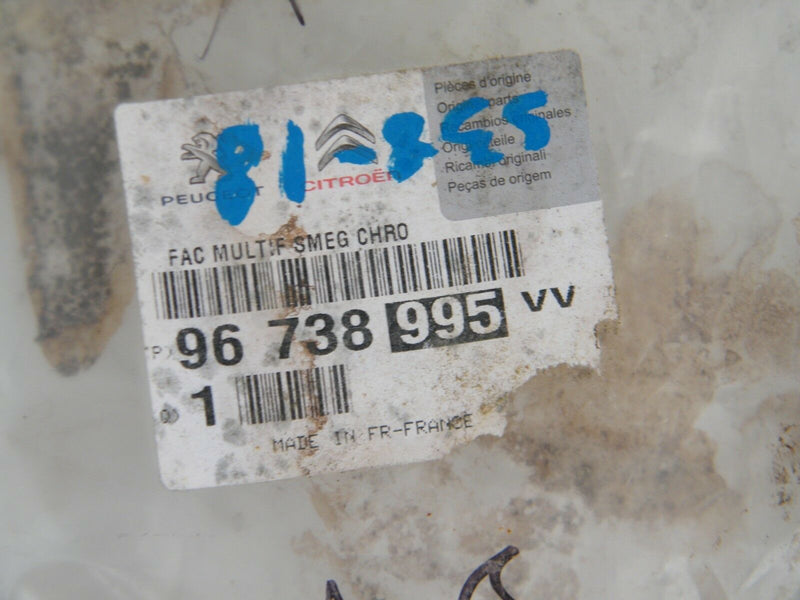 PEUGEOT CITROËN
Pièces d'origine
Original parts
Recambios originales
Originalteile
Ricambi originali
Peças de origem
FAC MULTIF SMEG CHRO
96 738 995 VV
1
MADE IN FR-FRANCE